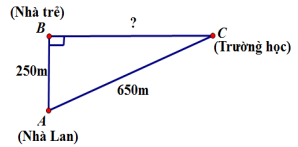 (Nhà trẻ)
?
B
C
(Trường học)
250m
650m
A
(Nhà Lan)